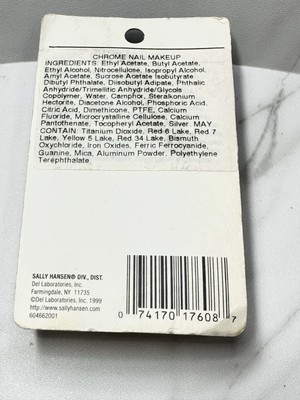 CHROME NAIL MAKEUP
INGREDIENTS: Ethyl Acetate, Butyl Acetate,
Ethyl Alcohol, Nitrocellulose, Isopropyl Alcohol,
Amyl Acetate, Sucrose Acetate Isobutyrate
Dibutyl Phthalate, Diisobutyl Adipate, Phthalic
Anhydride/Trimellitic Anhydride/Glycols
Copolymer, Water, Camphor, Steralkonium
Hectorite, Diacetone Alcohol, Phosphoric Acid,
Citric Acid, Dimethicone, PTFE, Calcium
Fluoride, Microcrystalline Cellulose, Calcium
Pantothenate, Tocopheryl Acetate, Silver. MAY
CONTAIN: Titanium Dioxide, Red 6 Lake, Red 7
Lake, Yellow 5 Lake, Red 34 Lake, Bismuth
Oxychloride, Iron Oxides, Ferric Ferrocyanide,
Guanine, Mica, Aluminum Powder, Polyethylene
Terephthalate.
SALLY HANSEN® DIV., DIST.
Del Laboratories, Inc.
Farmingdale, NY 11735
©Del Laboratories, Inc. 1999
http://www.sallyhansen.com
604662001
0 74170 17608 7